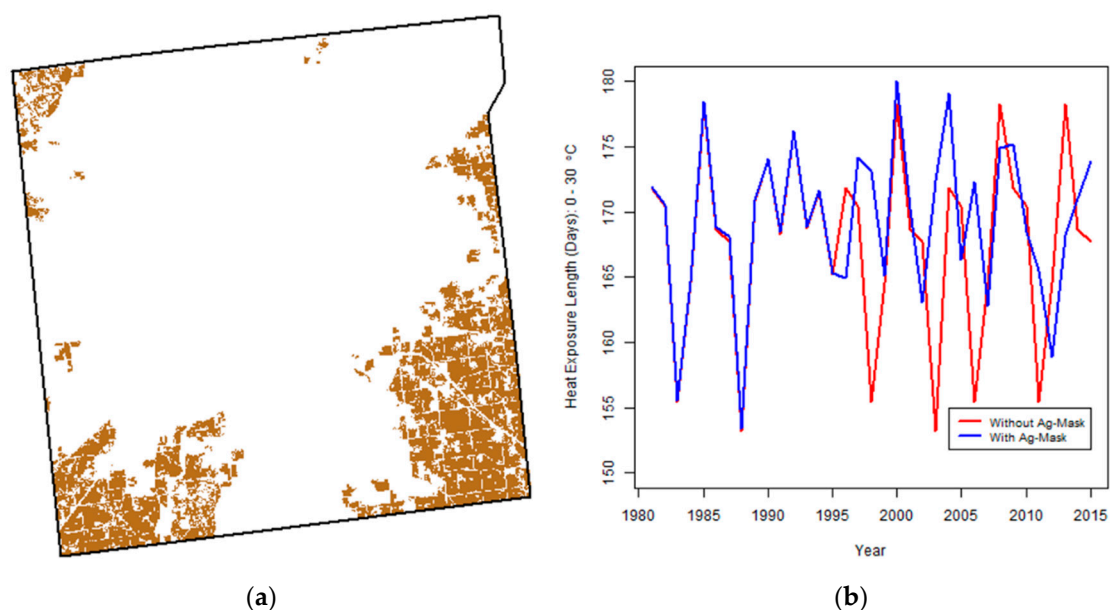 Heat Exposure Length (Days): 0 - 30 °C
180
175
170
165
160
155
150
Without Ag-Mask
With Ag-Mask
1980 1985 1990 1995 2000 2005 2010 2015
Year
(a) (b)